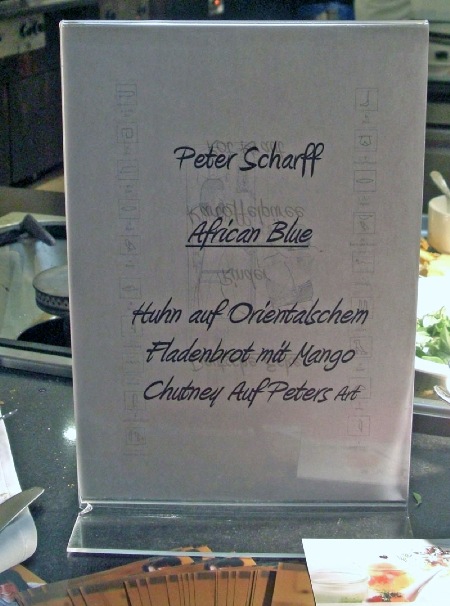 Peter Scharff
African Blue
Huhn auf Orientalschem
Fladenbrot mit Mango
Chutney Auf Peters Art